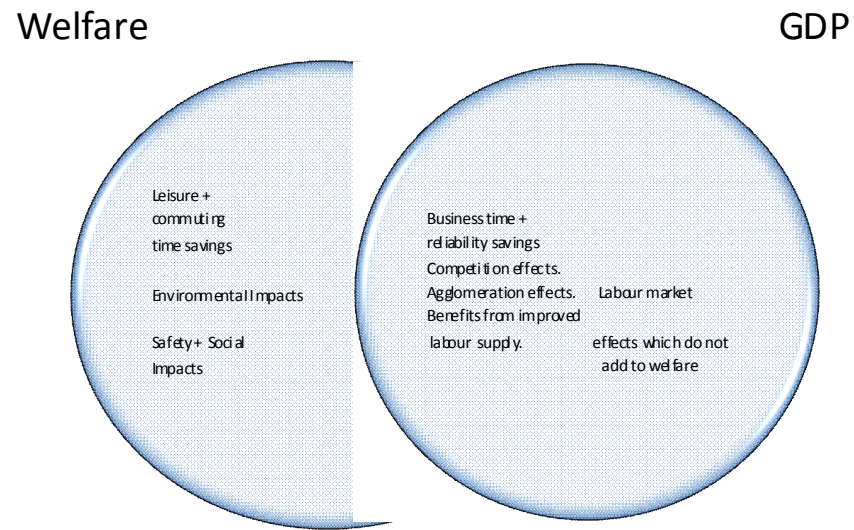 Welfare
GDP
Leisure +
commuting
time savings
Environmental Impacts
Safety + Social
Impacts
Business time +
reliability savings
Competition effects.
Agglomeration effects.
Benefits from improved
labour supply.
Labour market
effects which do not
add to welfare